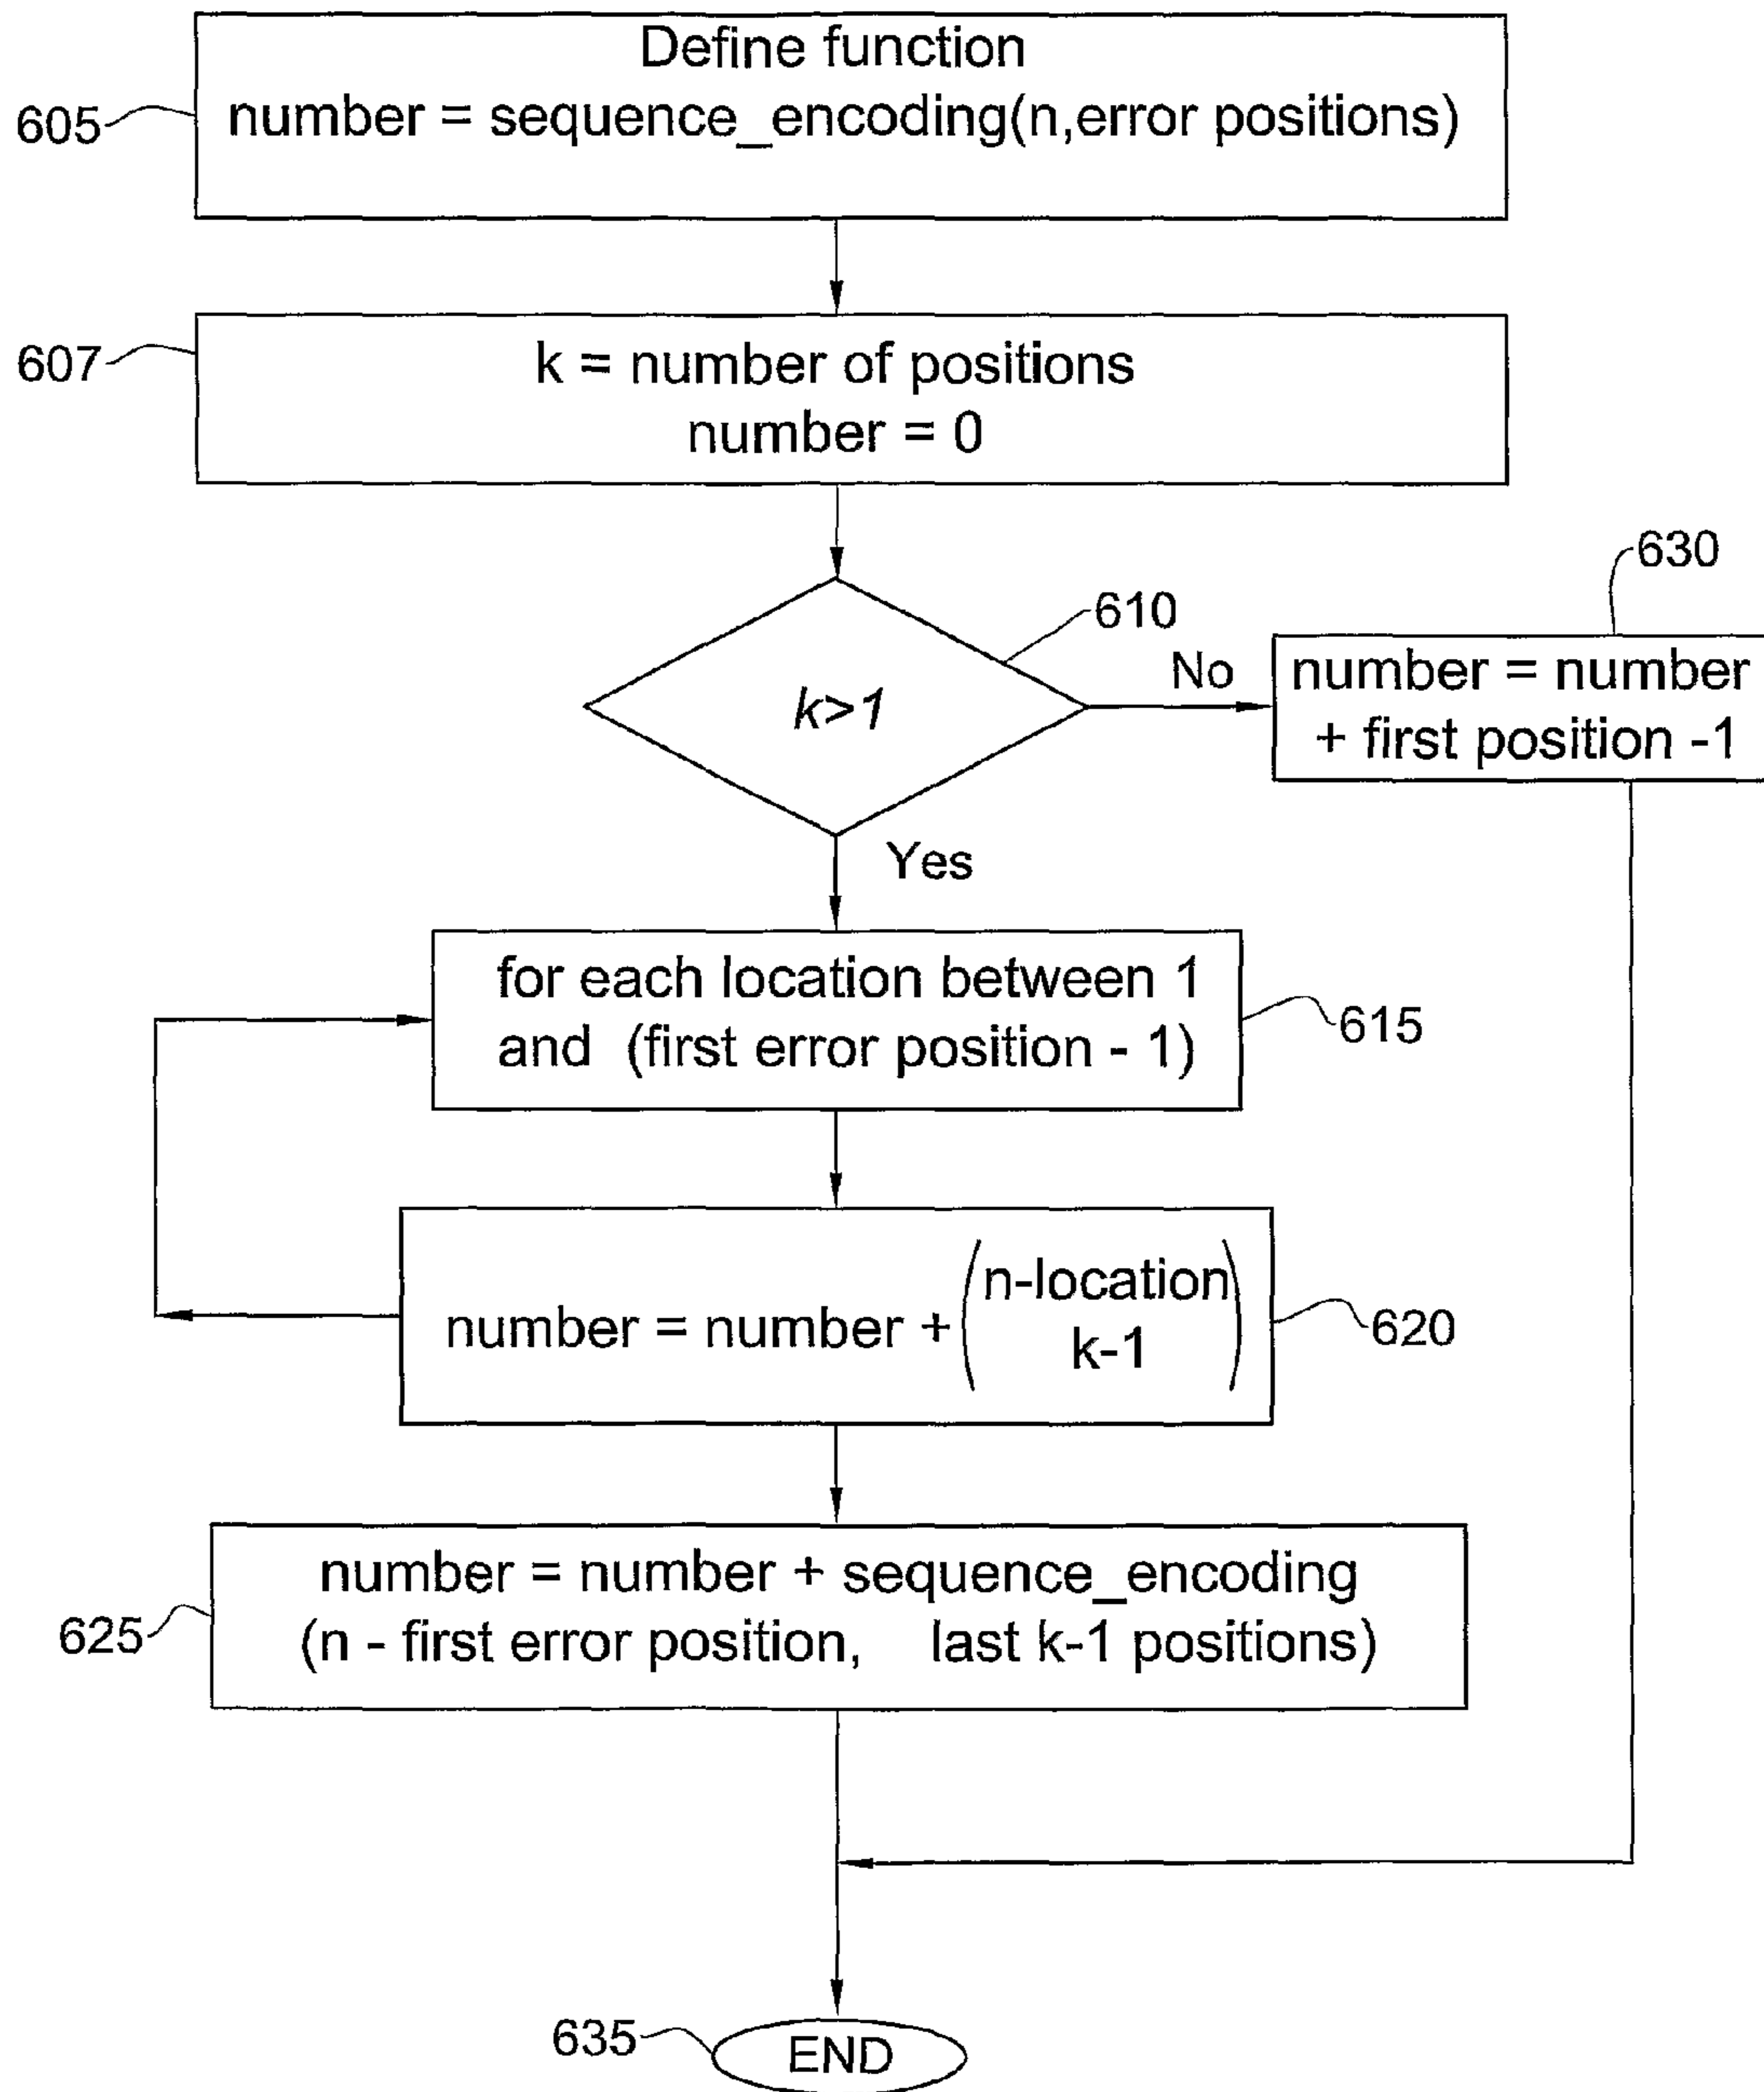 Define function
number = sequence_encoding(n,error positions)
605
k = number of positions
number = 0
607
610
k>1
No
630
number = number
+ first position -1
Yes
for each location between 1
and (first error position - 1)
615
number = number + (n-location
k-1)
620
number = number + sequence_encoding
(n - first error position, last k-1 positions)
625
635
END